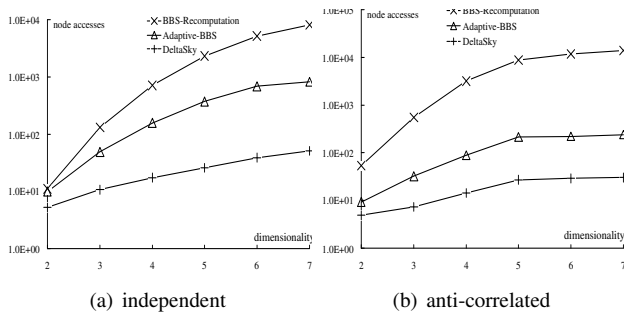 1.0E+04
node accesses
BBS-Recomputation
Adaptive-BBS
DeltaSky
1.0E+03
1.0E+02
1.0E+01
1.0E+00
dimensionality
2 3 4 5 6 7
(a) independent
1.0E+05
node accesses
BBS-Recomputation
Adaptive-BBS
DeltaSky
1.0E+04
1.0E+03
1.0E+02
1.0E+01
1.0E+00
dimensionality
2 3 4 5 6 7
(b) anti-correlated